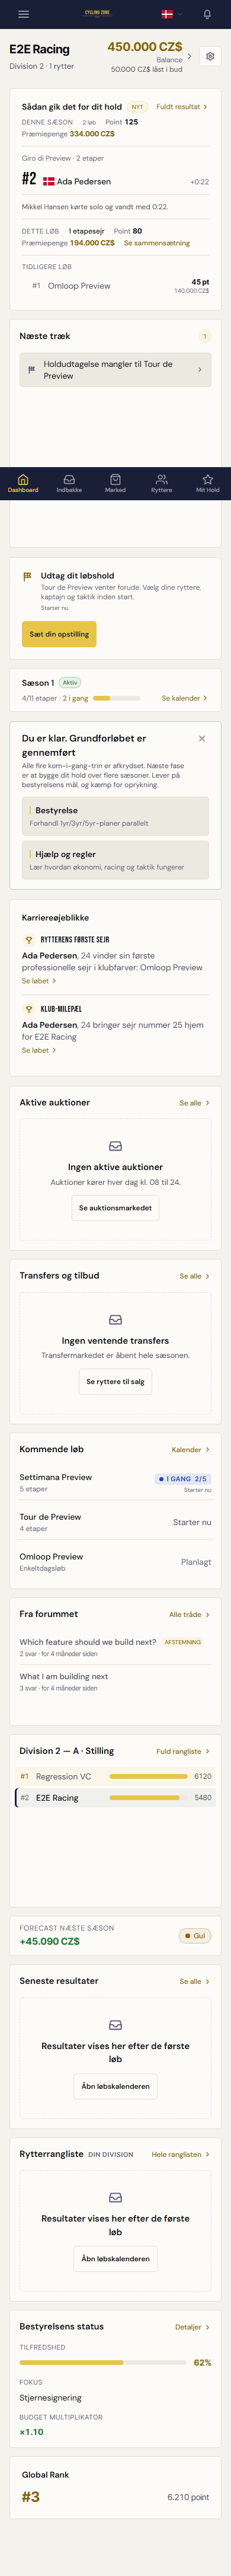 CYCLING ZONE
E2E Racing
Division 2 · 1 rytter
450.000 CZ$
Balance
50.000 CZ$ låst i bud
Sådan gik det for dit hold NYT Fuldt resultat
DENNE SÆSON 2 løb Point 125
Præmiepenge 334.000 CZ$
Giro di Preview · 2 etaper
#2 Ada Pedersen +0:22
Mikkel Hansen kørte solo og vandt med 0:22.
DETTE LØB 1 etapesejr Point 80
Præmiepenge 194.000 CZ$ Se sammensætning
TIDLIGERE LØB
#1 Omloop Preview 45 pt
140.000 CZ$
Næste træk 1
Holdudtagelse mangler til Tour de
Preview
Dashboard Indbakke Marked Ryttere Mit Hold
Udtag dit løbshold
Tour de Preview venter forude. Vælg dine ryttere,
kaptajn og taktik inden start.
Starter nu
Sæt din opstilling
Sæson 1 Aktiv
4/11 etaper · 2 i gang Se kalender
Du er klar. Grundforløbet er
gennemført
Alle fire kom-i-gang-trin er afkrydset. Næste fase
er at bygge dit hold over flere sæsoner. Lever på
bestyrelsens mål, og kæmp for oprykning.
Bestyrelse
Forhandl 1yr/3yr/5yr-planer parallelt
Hjælp og regler
Lær hvordan økonomi, racing og taktik fungerer
Karriereøjeblikke
RYTTERENS FØRSTE SEJR
Ada Pedersen, 24 vinder sin første
professionelle sejr i klubfarver: Omloop Preview
Se løbet
KLUB-MILEPÆL
Ada Pedersen, 24 bringer sejr nummer 25 hjem
for E2E Racing
Se løbet
Aktive auktioner Se alle
Ingen aktive auktioner
Auktioner kører hver dag kl. 08 til 24.
Se auktionsmarkedet
Transfers og tilbud Se alle
Ingen ventende transfers
Transfermarkedet er åbent hele sæsonen.
Se ryttere til salg
Kommende løb Kalender
Settimana Preview I GANG 2/5
5 etaper Starter nu
Tour de Preview Starter nu
4 etaper
Omloop Preview Planlagt
Enkeltdagsløb
Fra forummet Alle tråde
Which feature should we build next? AFSTEMNING
2 svar · for 4 måneder siden
What I am building next
3 svar · for 4 måneder siden
Division 2 — A · Stilling Fuld rangliste
#1 Regression VC 6120
#2 E2E Racing 5480
FORECAST NÆSTE SÆSON
+45.090 CZ$ Gul
Seneste resultater Se alle
Resultater vises her efter de første
løb
Åbn løbskalenderen
Rytterrangliste DIN DIVISION Hele ranglisten
Resultater vises her efter de første
løb
Åbn løbskalenderen
Bestyrelsens status Detaljer
TILFREDSHED
62%
FOKUS
Stjernesignering
BUDGET MULTIPLIKATOR
×1.10
Global Rank
#3 6.210 point